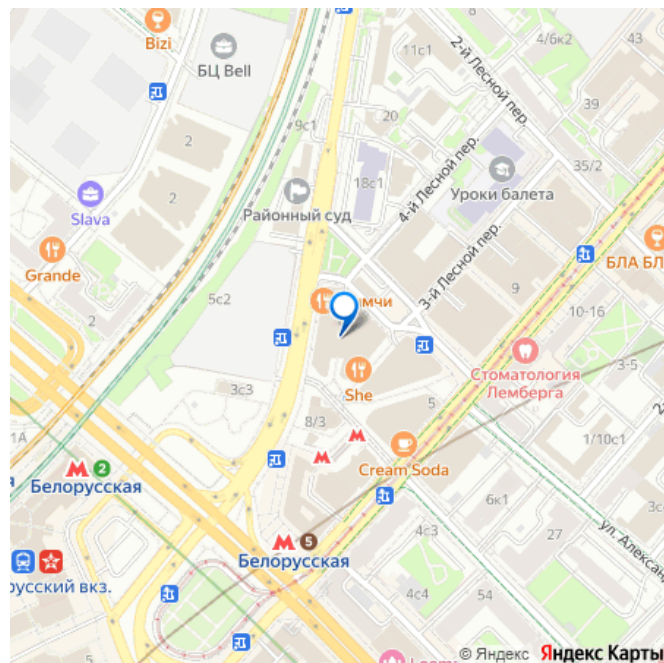 Bizi
БЦ Bell
11с1
2-й Лесной пер.
4/6к2
43
9с1
20
39
2
18с1
4-й Лесной пер.
Уроки балета
35/2
2
Slava
Районный суд
3-й Лесной пер.
Grande
БЛА БЛ
5с2
9
10-16
2
She
Стоматология
Лемберга
3-5
3с3
8/3
5
1А
Cream Soda
1/10с1
М 2
Белорусская
6к1
4с3
27
ул. Александ
М 5
Белорусская
русский вкз.
4с2
4с4
54
© Яндекс Яндекс Карты